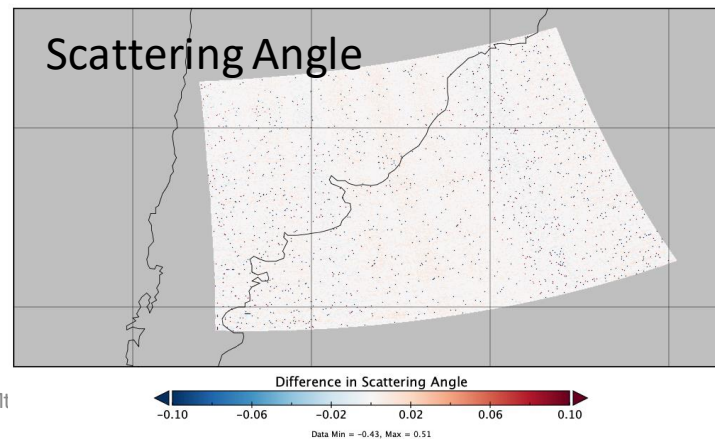 Scattering Angle
Difference in Scattering Angle
-0.10 -0.06 -0.02 0.02 0.06 0.10
Data Min = -0.43, Max = 0.51